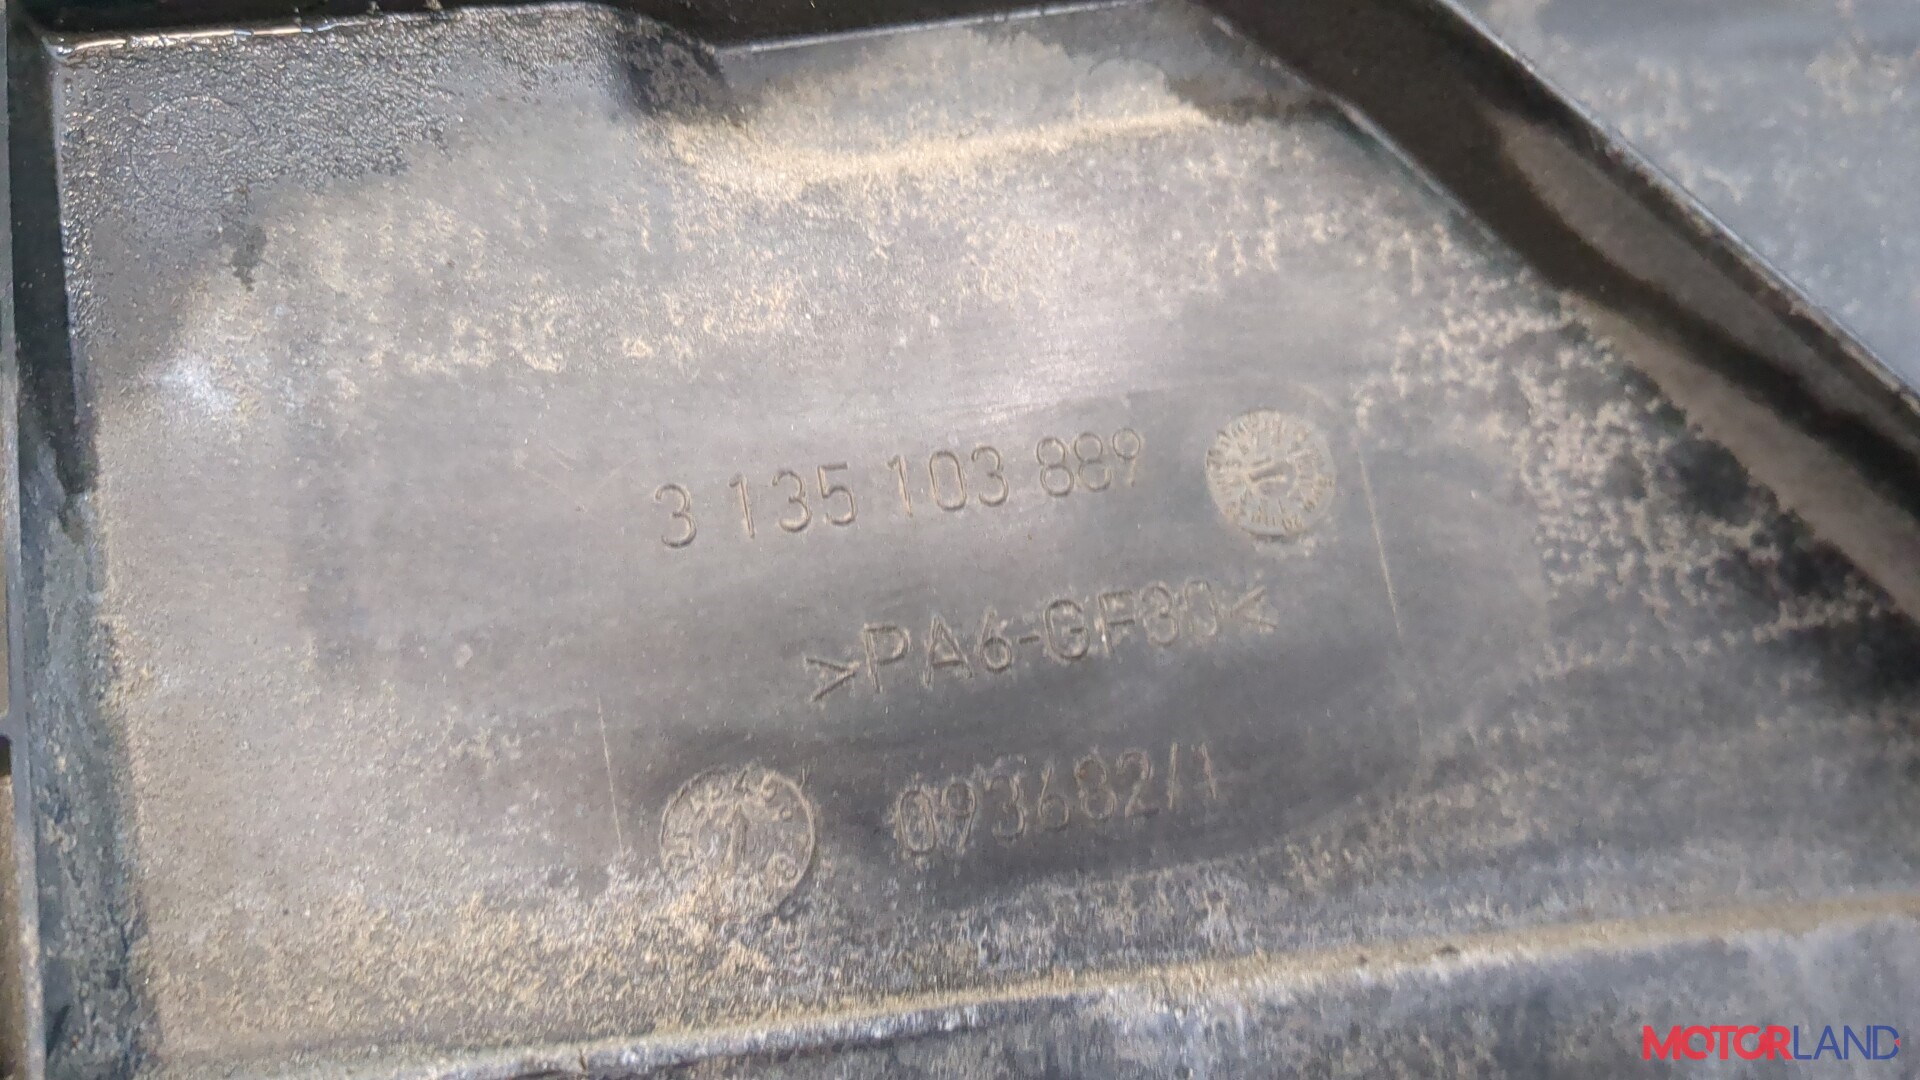 3 135 103 889
>PA6-GF30<
093682/1
MOTORLAND